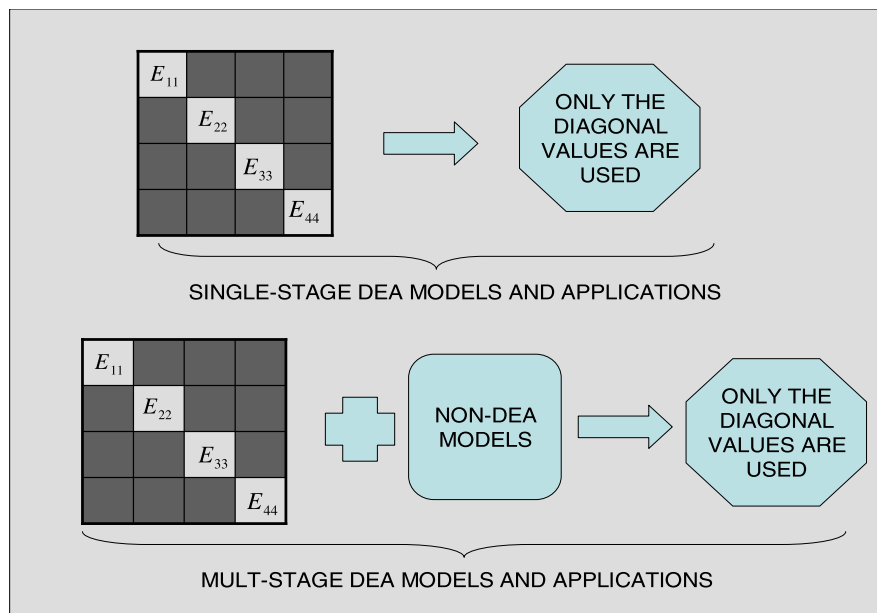 E11
E22
E33
E44
ONLY THE
DIAGONAL
VALUES ARE
USED
SINGLE-STAGE DEA MODELS AND APPLICATIONS
E11
E22
E33
E44
NON-DEA
MODELS
ONLY THE
DIAGONAL
VALUES ARE
USED
MULT-STAGE DEA MODELS AND APPLICATIONS